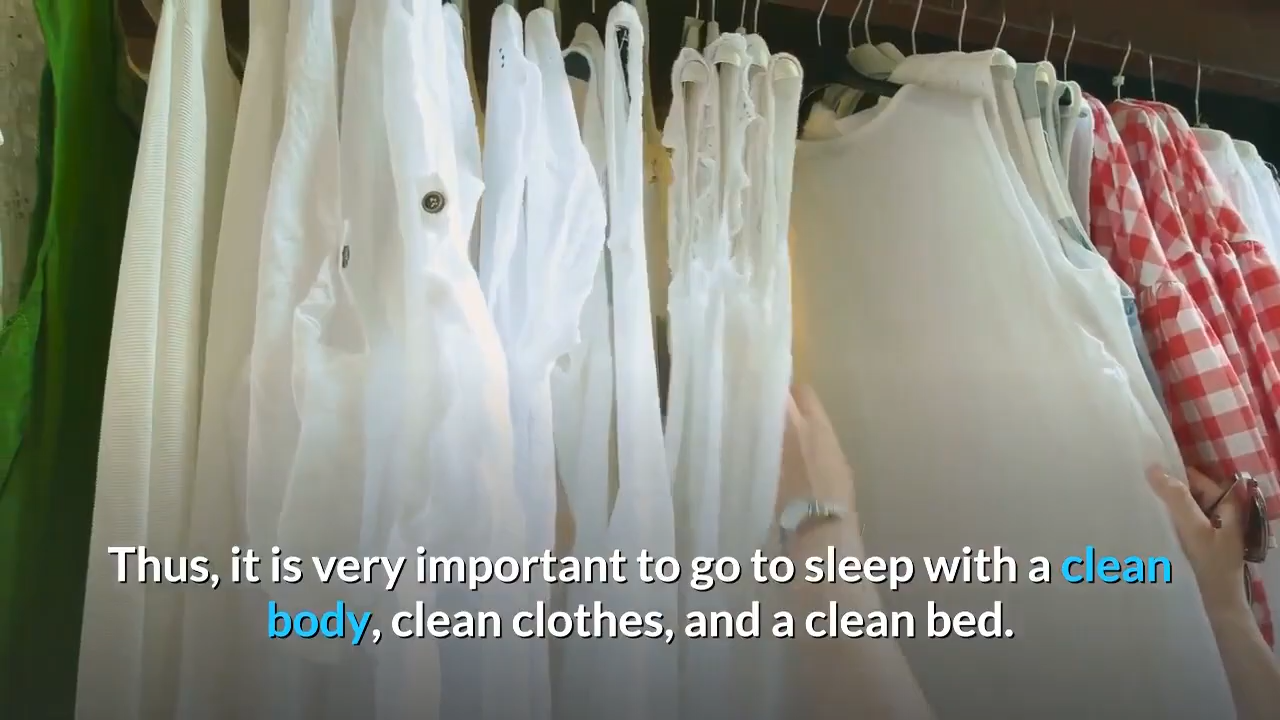 Thus, it is very important to go to sleep with a clean
body, clean clothes, and a clean bed.